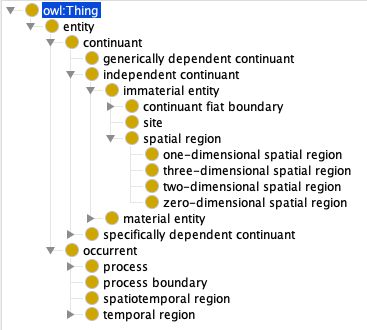 owl:Thing
entity
continuant
generically dependent continuant
independent continuant
immaterial entity
continuant fiat boundary
site
spatial region
one-dimensional spatial region
three-dimensional spatial region
two-dimensional spatial region
zero-dimensional spatial region
material entity
specifically dependent continuant
occurrent
process
process boundary
spatiotemporal region
temporal region